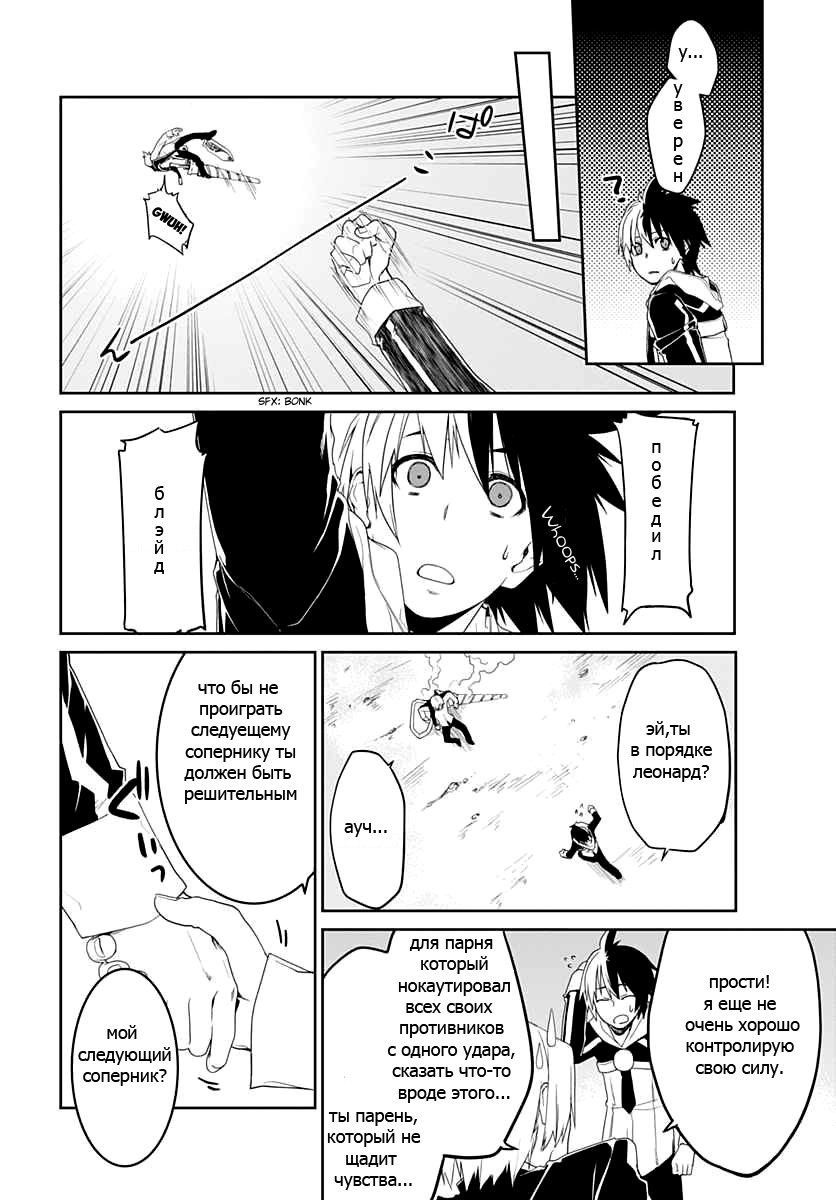 у...
уверен
GWUH!
SFX: BONK
победил
Whoops...
блэйд
эй,ты
в порядке
леонард?
ауч...
что бы не
проиграть
следуещему
сопернику ты
должен быть
решительным
мой
следующий
соперник?
прости!
я еще не
очень хорошо
контролирую
свою силу.
для парня
который
нокаутировал
всех своих
противников
с одного удара,
сказать что-то
вроде этого...
ты парень,
который не
щадит
чувства...